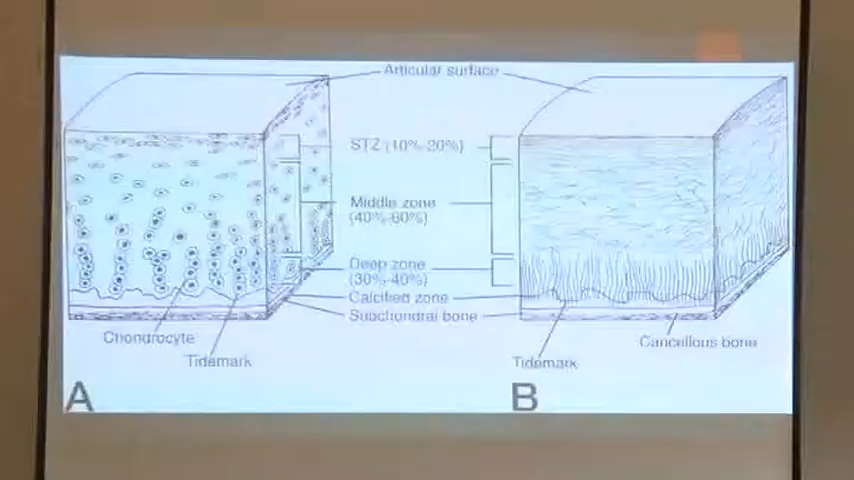 Articular surface
STZ (10%-20%)
Middle zone
(40%-60%)
Deep zone
(30%-40%)
Calcified zone
Subchondral bone
Chondrocyte
Tidemark
Cancellous bone
Tidemark
A
B